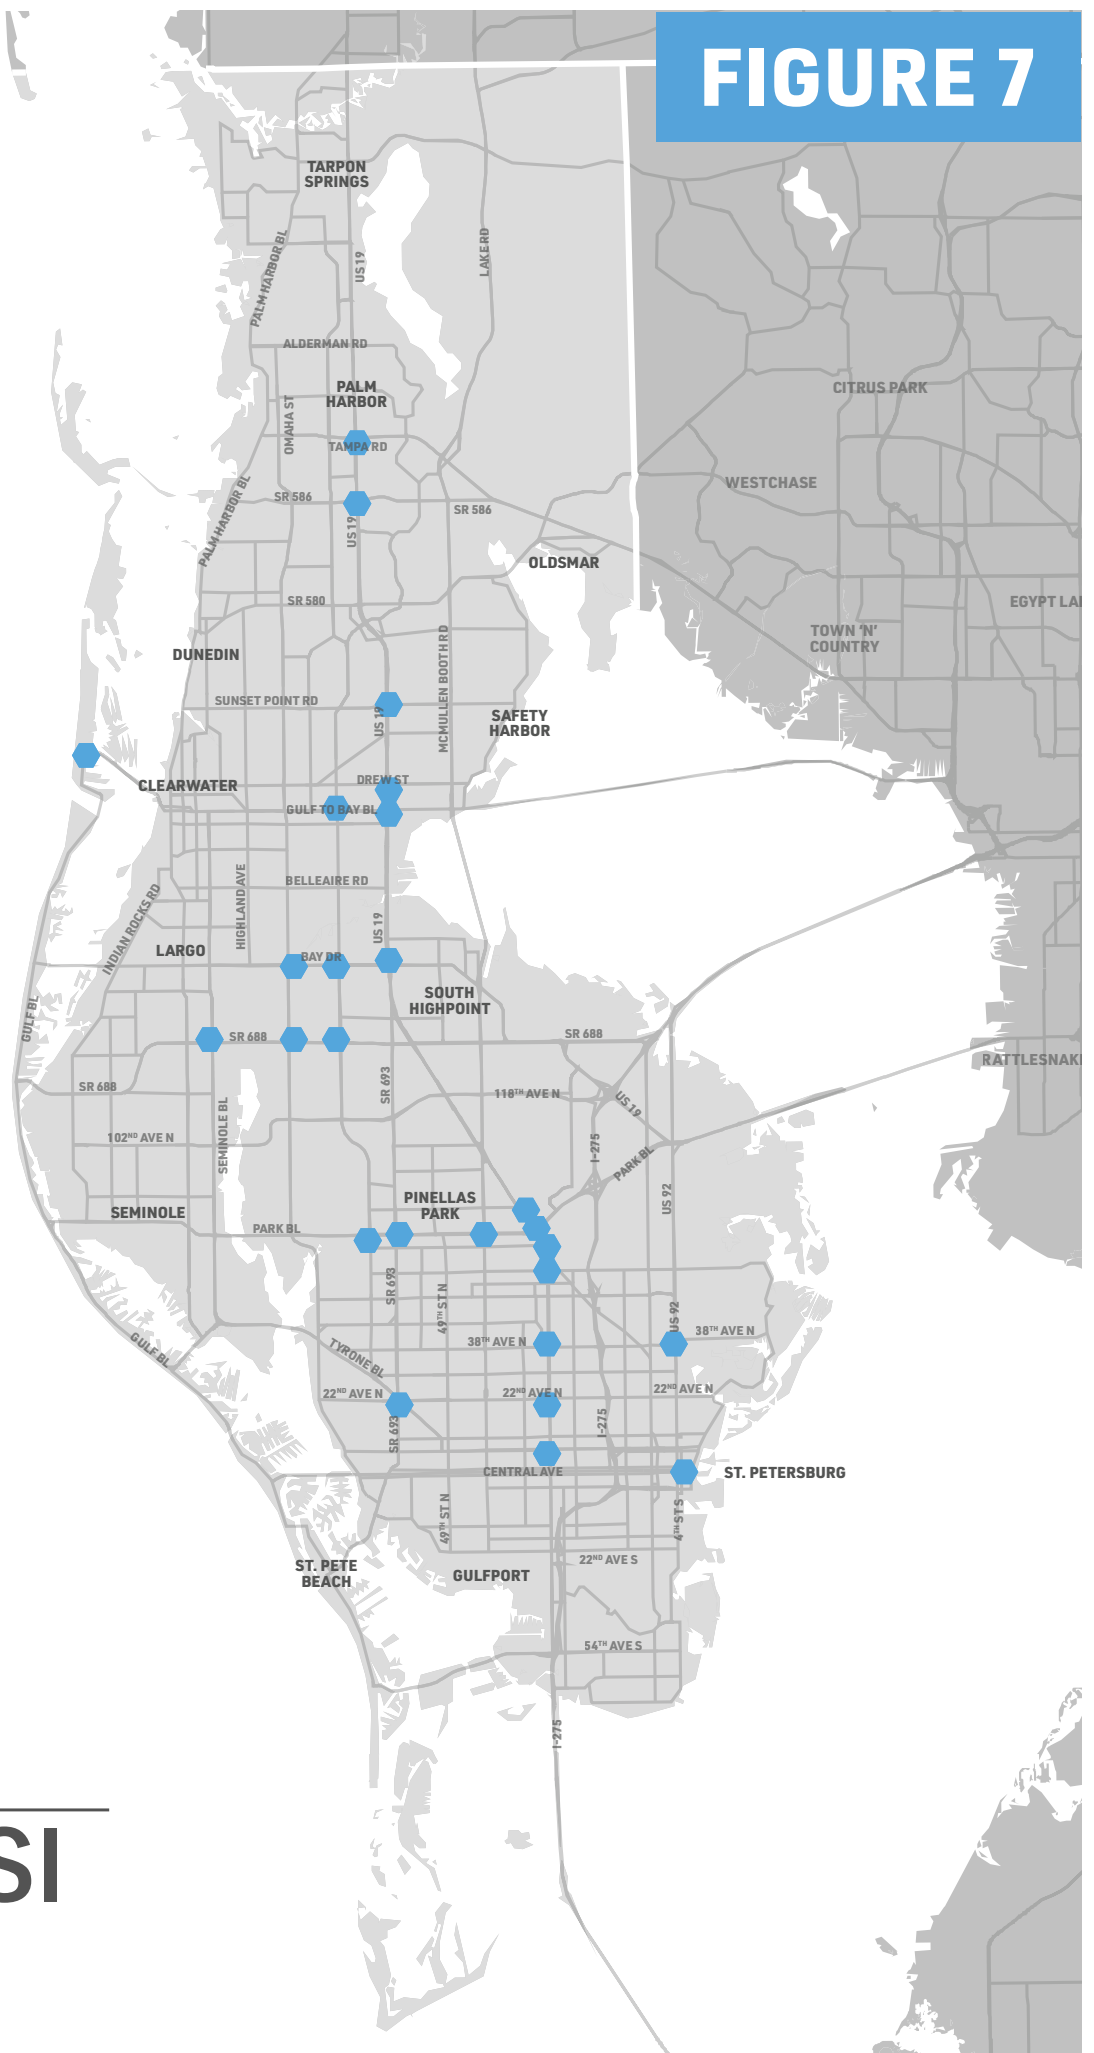 FIGURE 7
TARPON
SPRINGS
PALM HARBOR BL
US 19
LAKE RD
ALDERMAN RD
PALM
HARBOR
OMAHA ST
CITRUS PARK
TAMPA RD
WESTCHASE
PALM HARBOR BL
SR 586
SR 586
US 19
OLDSMAR
SR 580
EGYPT LA
TOWN ‘N’
COUNTRY
DUNEDIN
MCMULLEN BOOTH RD
SUNSET POINT RD
US 19
SAFETY
HARBOR
CLEARWATER
DREW ST
GULF TO BAY BL
BELLEAIRE RD
HIGHLAND AVE
INDIAN ROCKS RD
US 19
LARGO
BAY DR
SOUTH
HIGHPOINT
GULF BL
SR 688
SR 688
RATTLESNAK
SR 688
SR 693
118TH AVE N
US 19
SEMINOLE BL
102ND AVE N
I-275
PARK BL
US 92
PINELLAS
PARK
SEMINOLE
PARK BL
SR 693
49TH ST N
US 92
GULF BL
TYRONE BL
38TH AVE N
38TH AVE N
22ND AVE N
22ND AVE N
22ND AVE N
SR 693
I-275
CENTRAL AVE
ST. PETERSBURG
49TH ST N
4TH ST S
ST. PETE
BEACH
GULFPORT
22ND AVE S
54TH AVE S
I-275
SI